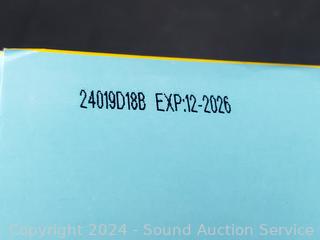 24019D18B EXP:12-2026
Copyright 2024 - Sound Auction Service